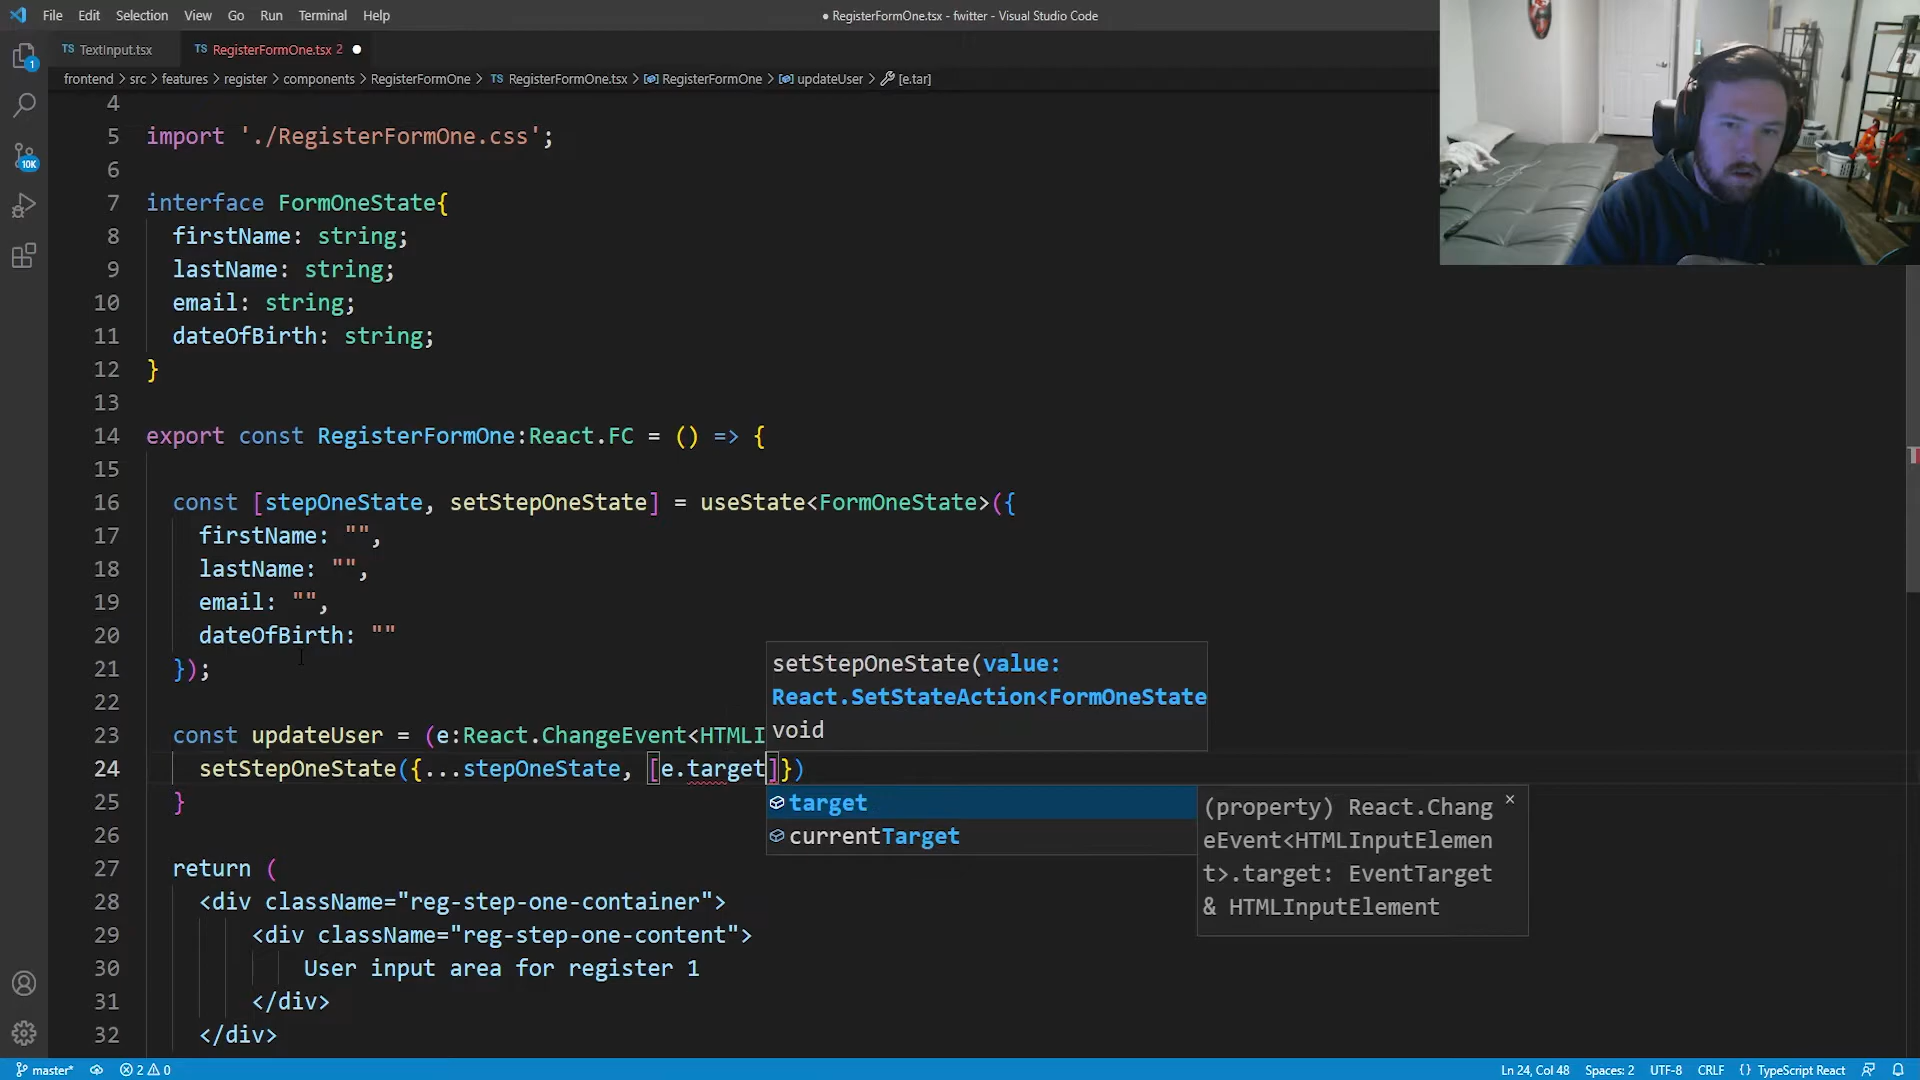 File Edit Selection View Go Run Terminal Help
● RegisterFormOne.tsx - fwitter - Visual Studio Code
TS TextInput.tsx
TS RegisterFormOne.tsx 2 ●
frontend > src > features > register > components > RegisterFormOne > TS RegisterFormOne.tsx > RegisterFormOne > updateUser > [e.tar]
1
10K
4
5 import './RegisterFormOne.css';
6
7 interface FormOneState{
8 firstName: string;
9 lastName: string;
10 email: string;
11 dateOfBirth: string;
12 }
13
14 export const RegisterFormOne:React.FC = () => {
15
16 const [stepOneState, setStepOneState] = useState<FormOneState>({
17 firstName: "",
18 lastName: "",
19 email: "",
20 dateOfBirth: ""
21 });
22
23 const updateUser = (e:React.ChangeEvent<HTMLI
24 setStepOneState({...stepOneState, [e.target]})
25 }
26
27 return (
28 <div className="reg-step-one-container">
29 <div className="reg-step-one-content">
30 User input area for register 1
31 </div>
32 </div>
setStepOneState(value:
React.SetStateAction<FormOneState
void
target
currentTarget
(property) React.Chang
eEvent<HTMLInputElemen
t>.target: EventTarget
& HTMLInputElement
master* 2 0
Ln 24, Col 48 Spaces: 2 UTF-8 CRLF {} TypeScript React